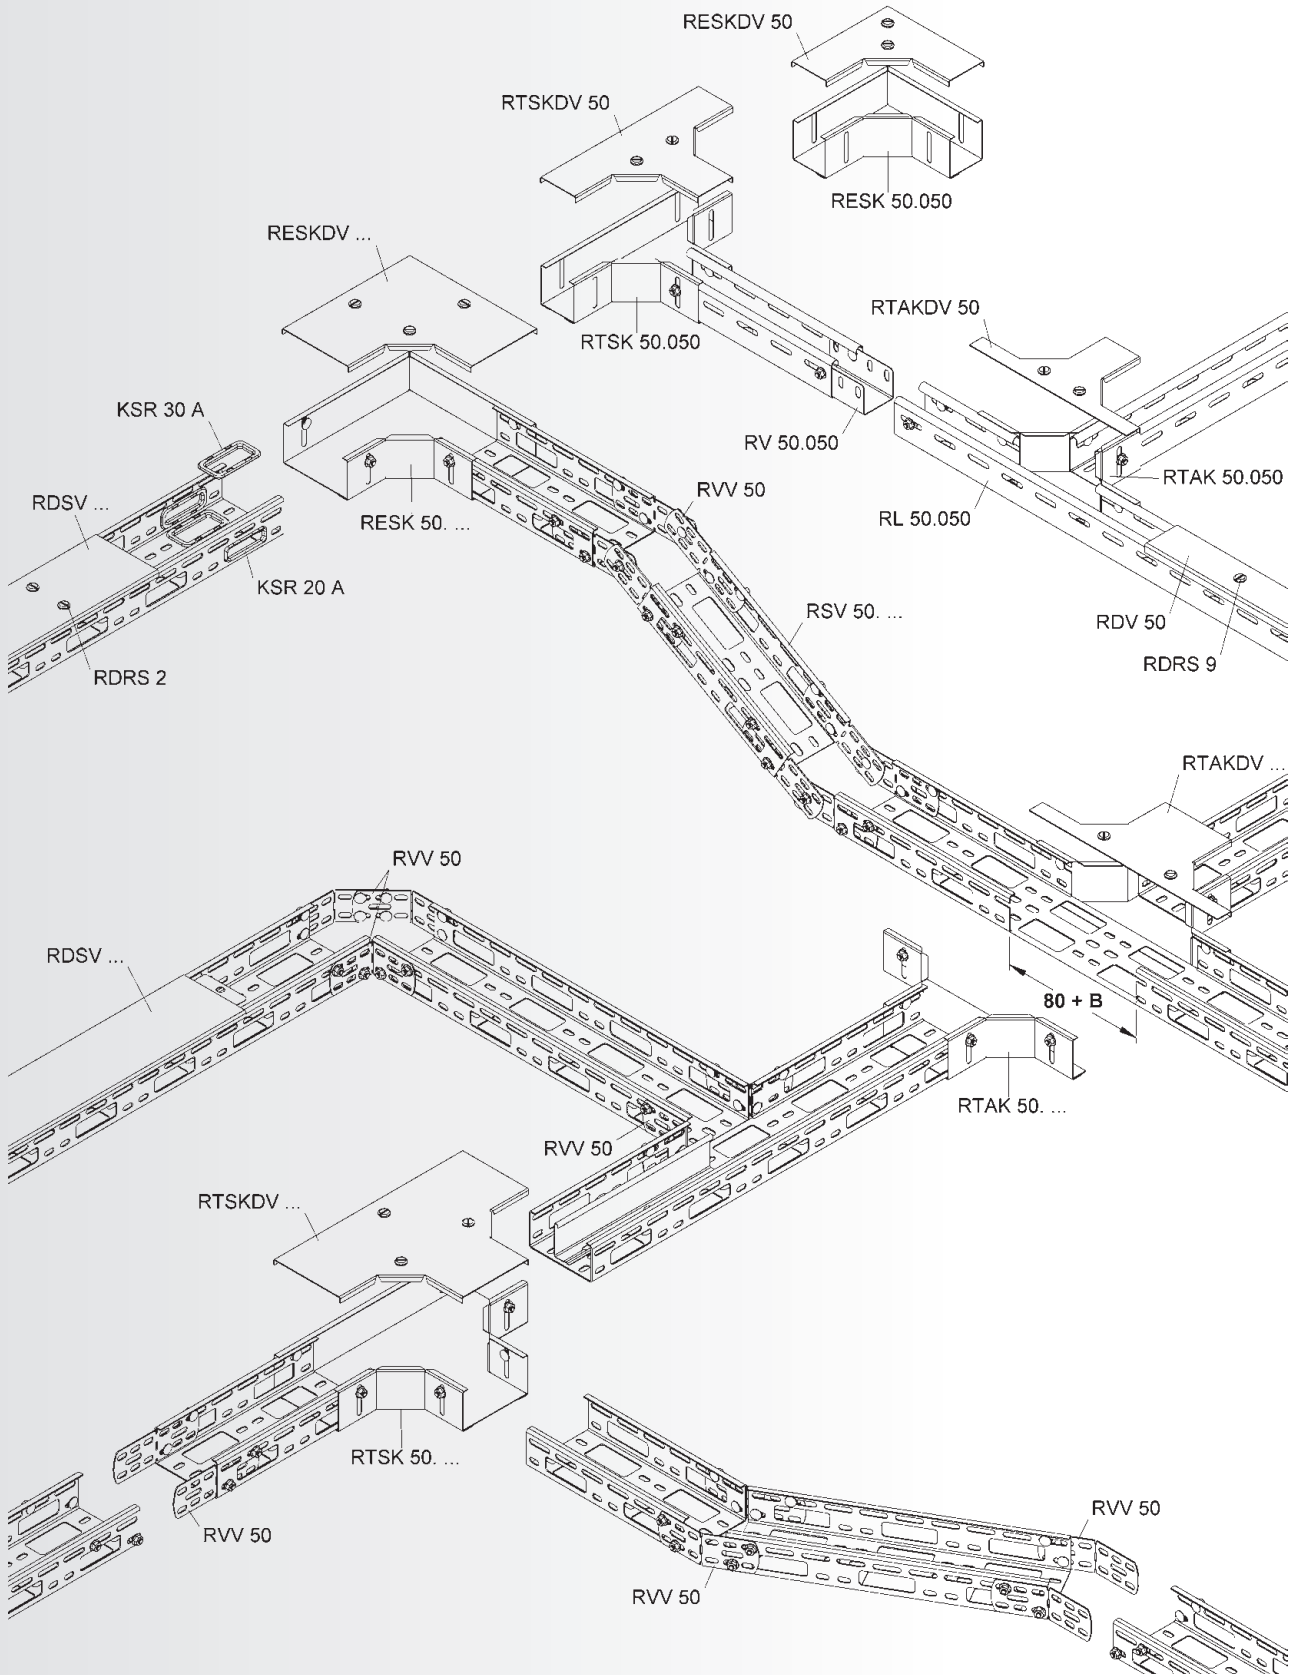 RESKDV 50
RTSKDV 50
RESK 50.050
RESKDV ...
RTAKDV 50
RTSK 50.050
KSR 30 A
RV 50.050
RTAK 50.050
RVV 50
RDSV ...
RESK 50. ...
RL 50.050
KSR 20 A
RSV 50. ...
RDV 50
RDRS 9
RDRS 2
RTAKDV ...
RVV 50
RDSV ...
80 + B
RTAK 50. ...
RVV 50
RTSKDV ...
RTSK 50. ...
RVV 50
RVV 50
RVV 50